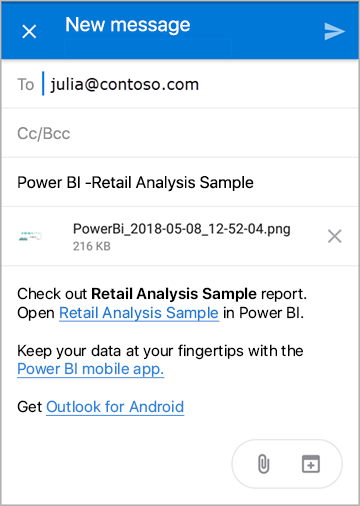 New message
To julia@contoso.com
Cc/Bcc
Power BI -Retail Analysis Sample
PowerBi_2018-05-08_12-52-04.png
216 KB
Check out Retail Analysis Sample report.
Open Retail Analysis Sample in Power BI.
Keep your data at your fingertips with the
Power BI mobile app.
Get Outlook for Android